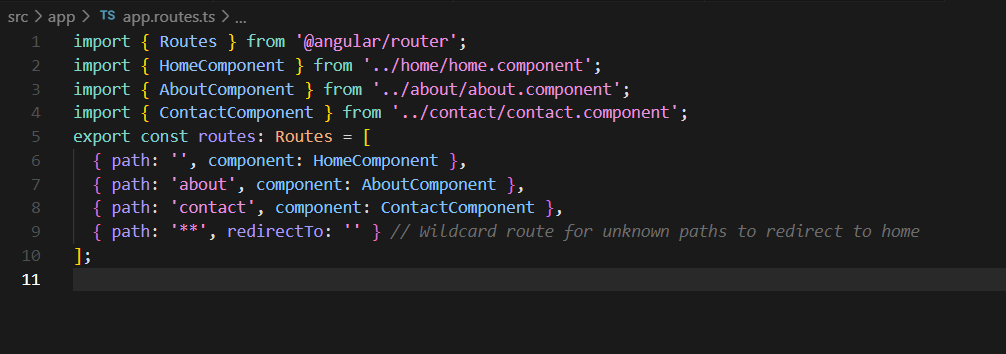 src > app > TS app.routes.ts > ...
1 import { Routes } from '@angular/router';
2 import { HomeComponent } from '../home/home.component';
3 import { AboutComponent } from '../about/about.component';
4 import { ContactComponent } from '../contact/contact.component';
5 export const routes: Routes = [
6   { path: '', component: HomeComponent },
7   { path: 'about', component: AboutComponent },
8   { path: 'contact', component: ContactComponent },
9   { path: '**', redirectTo: '' } // Wildcard route for unknown paths to redirect to home
10 ];
11